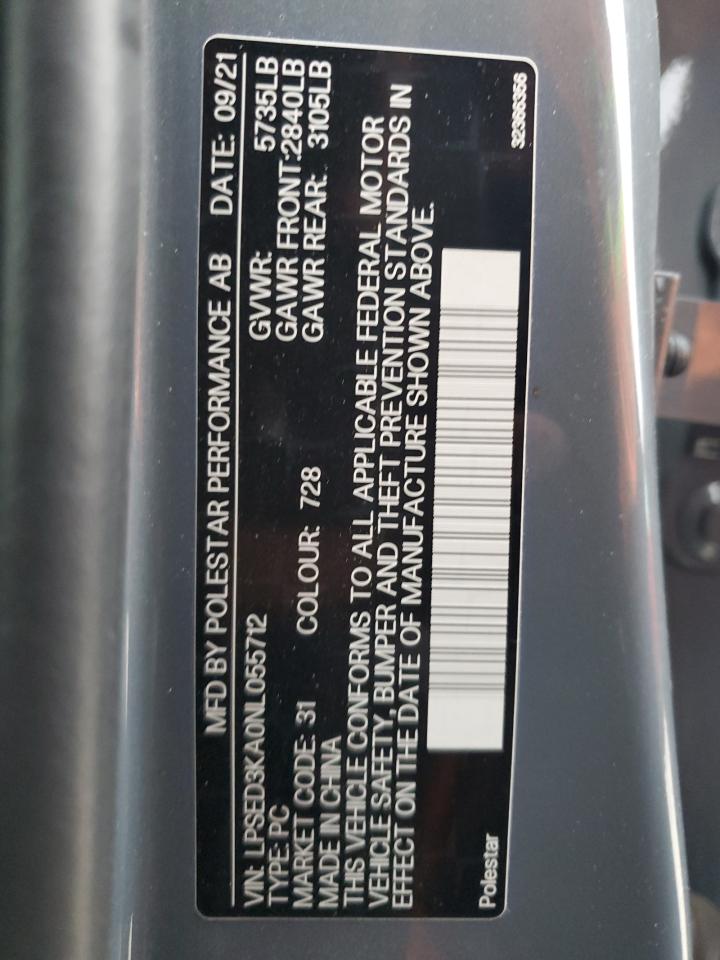 MFD BY POLESTAR PERFORMANCE AB DATE: 09/21
VIN: LPSED3KA0NL055712 GVWR: 5735LB
TYPE: PC GAWR FRONT: 2840LB
MARKET CODE: 31 COLOUR: 728 GAWR REAR: 3105LB
MADE IN CHINA
THIS VEHICLE CONFORMS TO ALL APPLICABLE FEDERAL MOTOR
VEHICLE SAFETY, BUMPER AND THEFT PREVENTION STANDARDS IN
EFFECT ON THE DATE OF MANUFACTURE SHOWN ABOVE.
Polestar 32366356